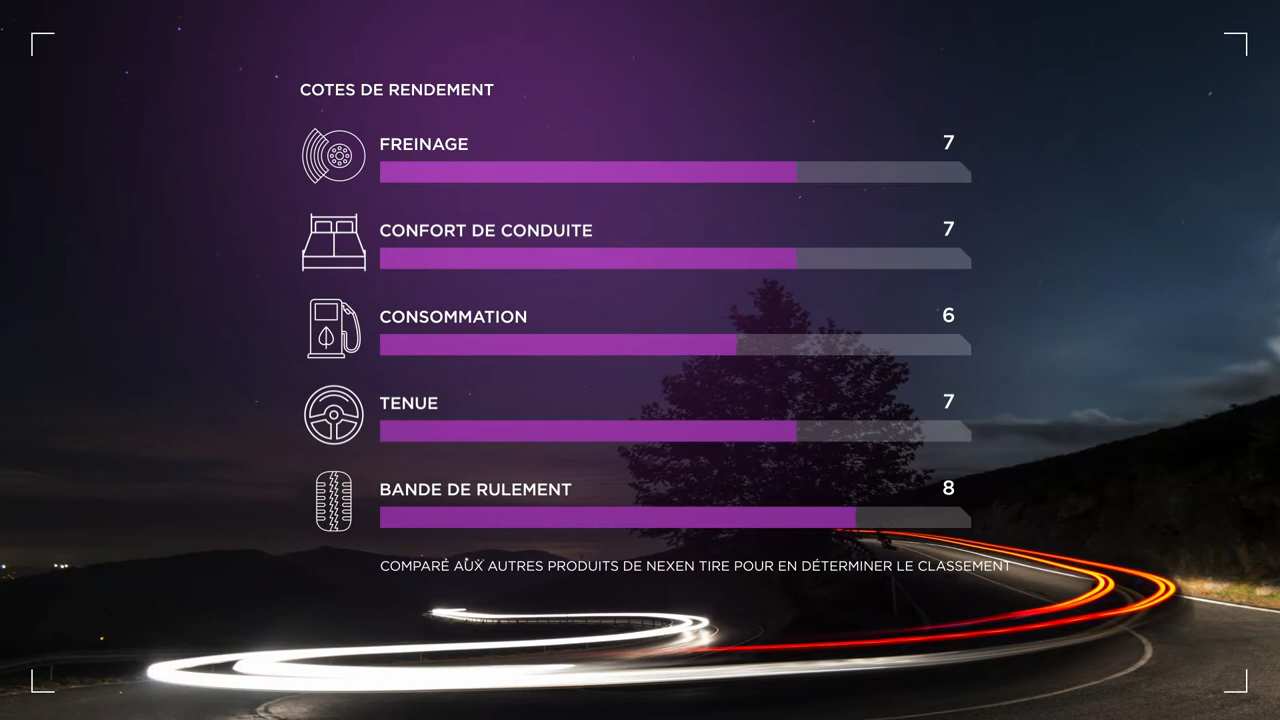 COTES DE RENDEMENT
FREINAGE 7
CONFORT DE CONDUITE 7
CONSOMMATION 6
TENUE 7
BANDE DE RULEMENT 8
COMPARÉ AUX AUTRES PRODUITS DE NEXEN TIRE POUR EN DÉTERMINER LE CLASSEMENT